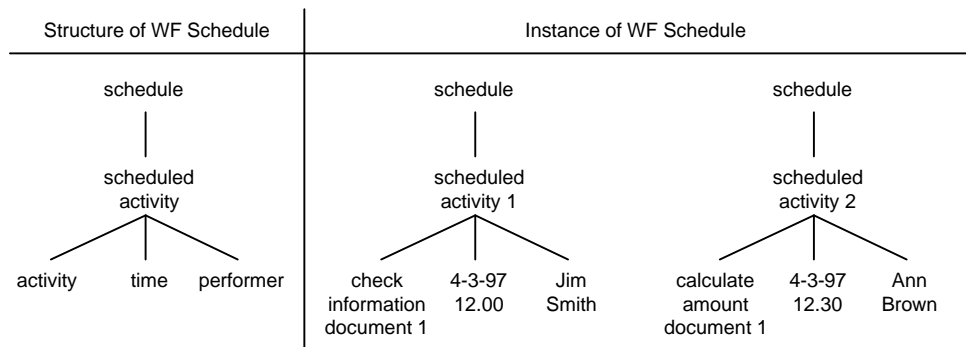 Structure of WF Schedule
Instance of WF Schedule
schedule
scheduled
activity
activity
time
performer
schedule
scheduled
activity 1
check
information
document 1
4-3-97
12.00
Jim
Smith
schedule
scheduled
activity 2
calculate
amount
document 1
4-3-97
12.30
Ann
Brown